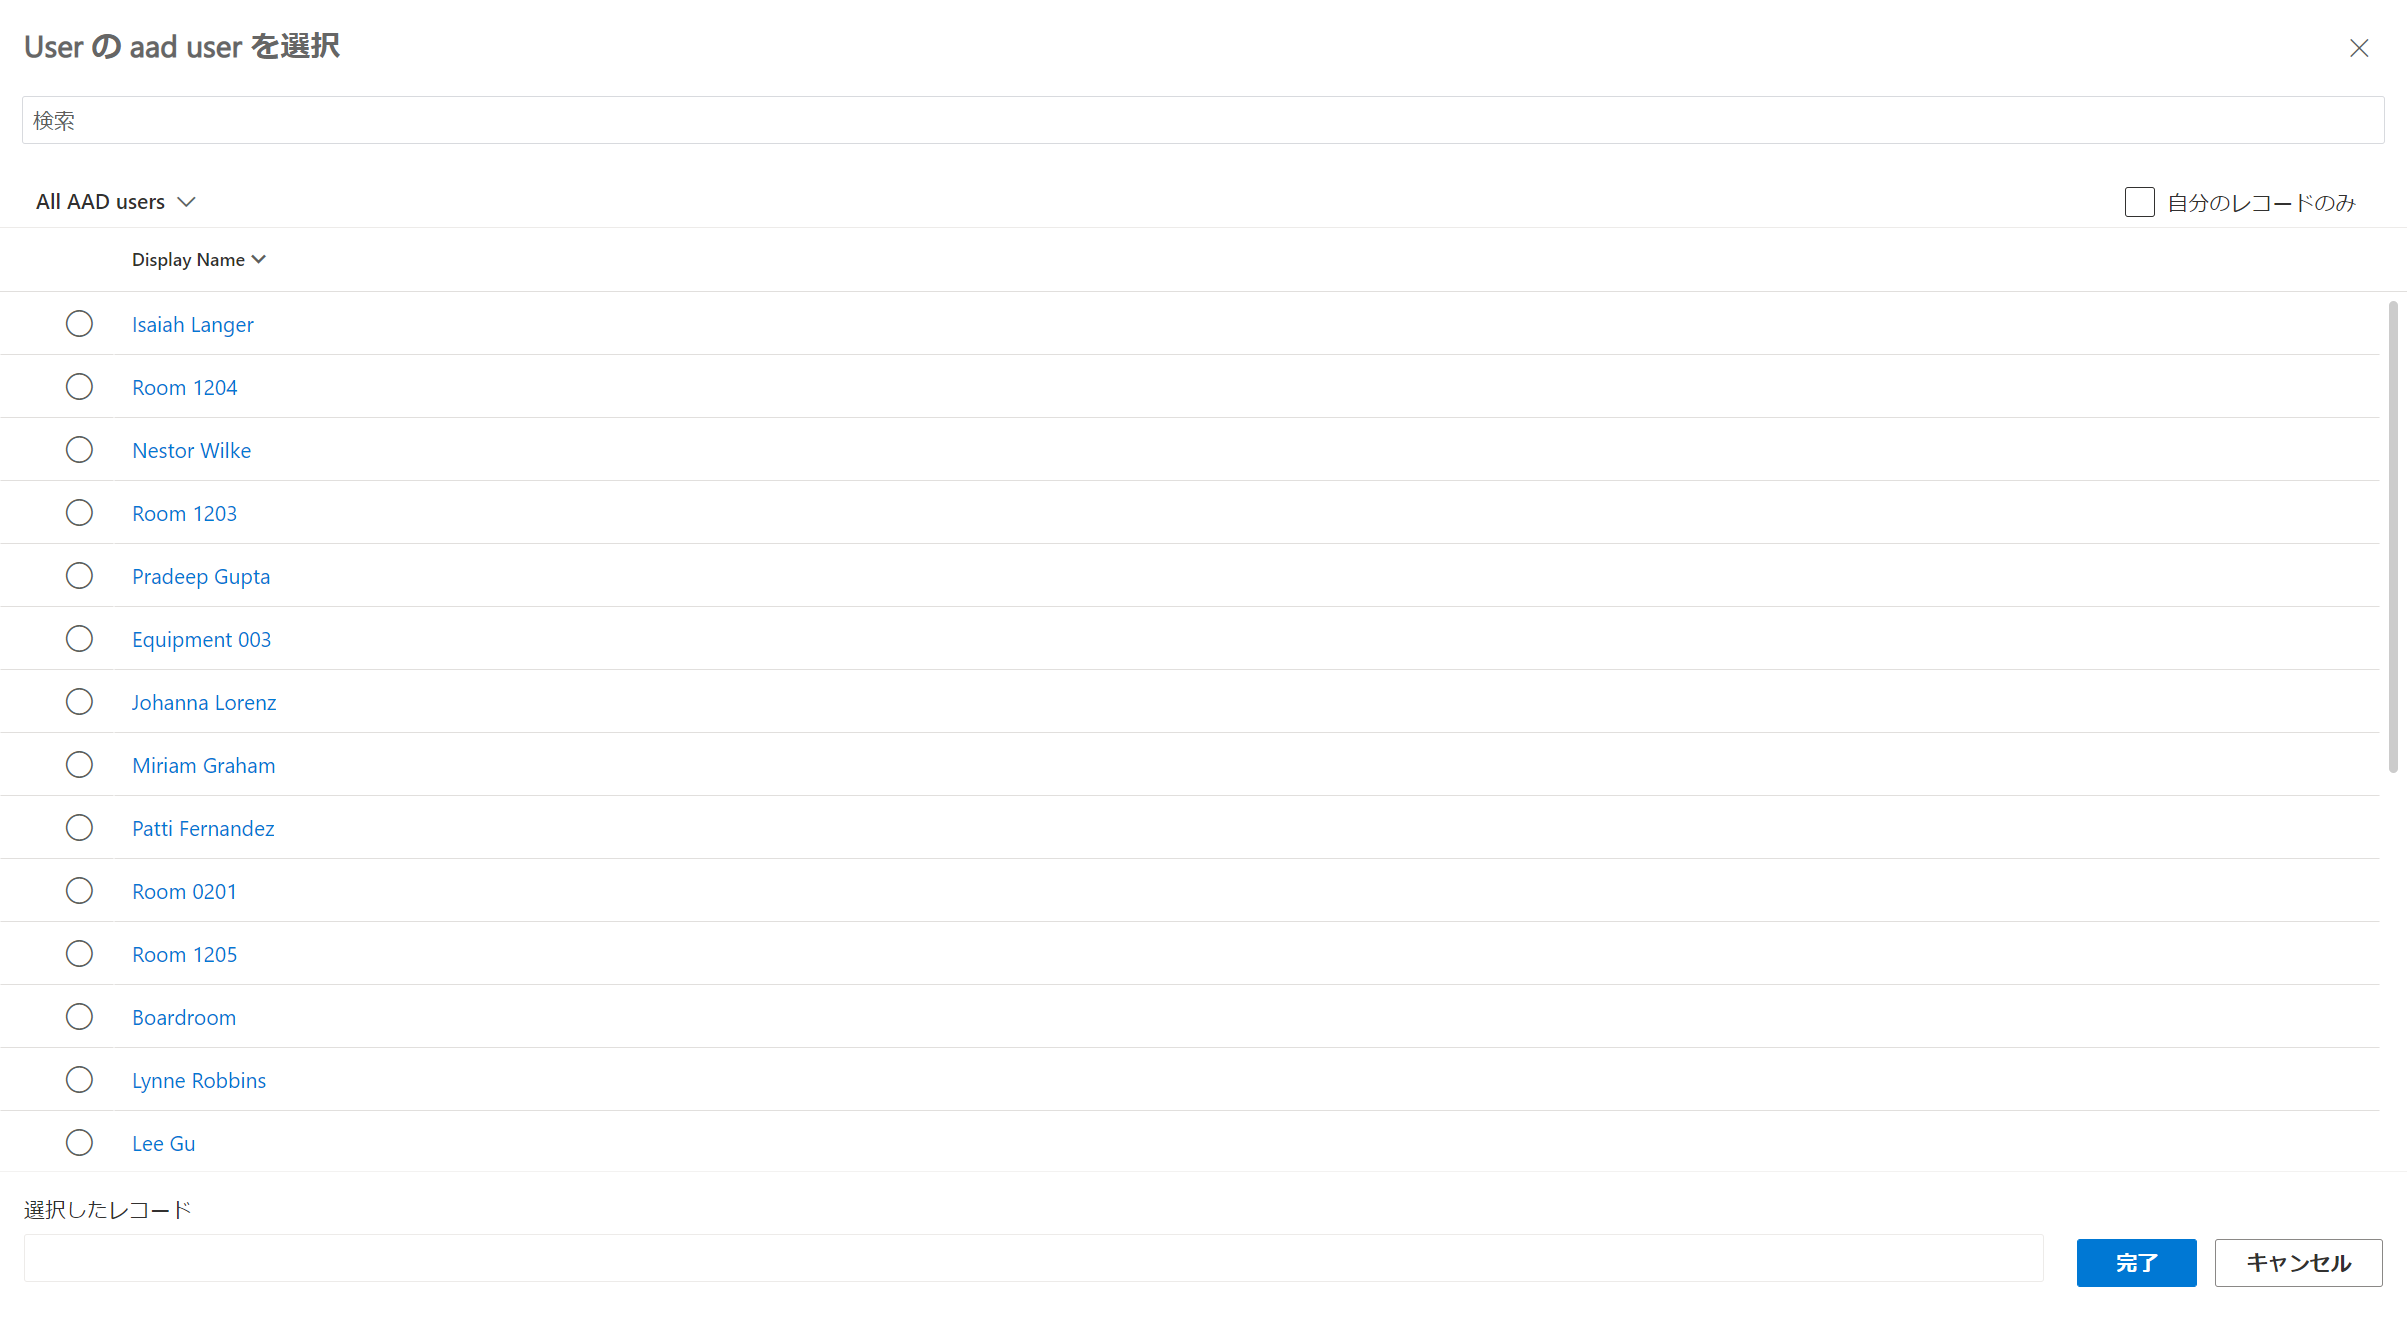 User の aad user を選択
検索
All AAD users
自分のレコードのみ
Display Name
Isaiah Langer
Room 1204
Nestor Wilke
Room 1203
Pradeep Gupta
Equipment 003
Johanna Lorenz
Miriam Graham
Patti Fernandez
Room 0201
Room 1205
Boardroom
Lynne Robbins
Lee Gu
選択したレコード
完了
キャンセル